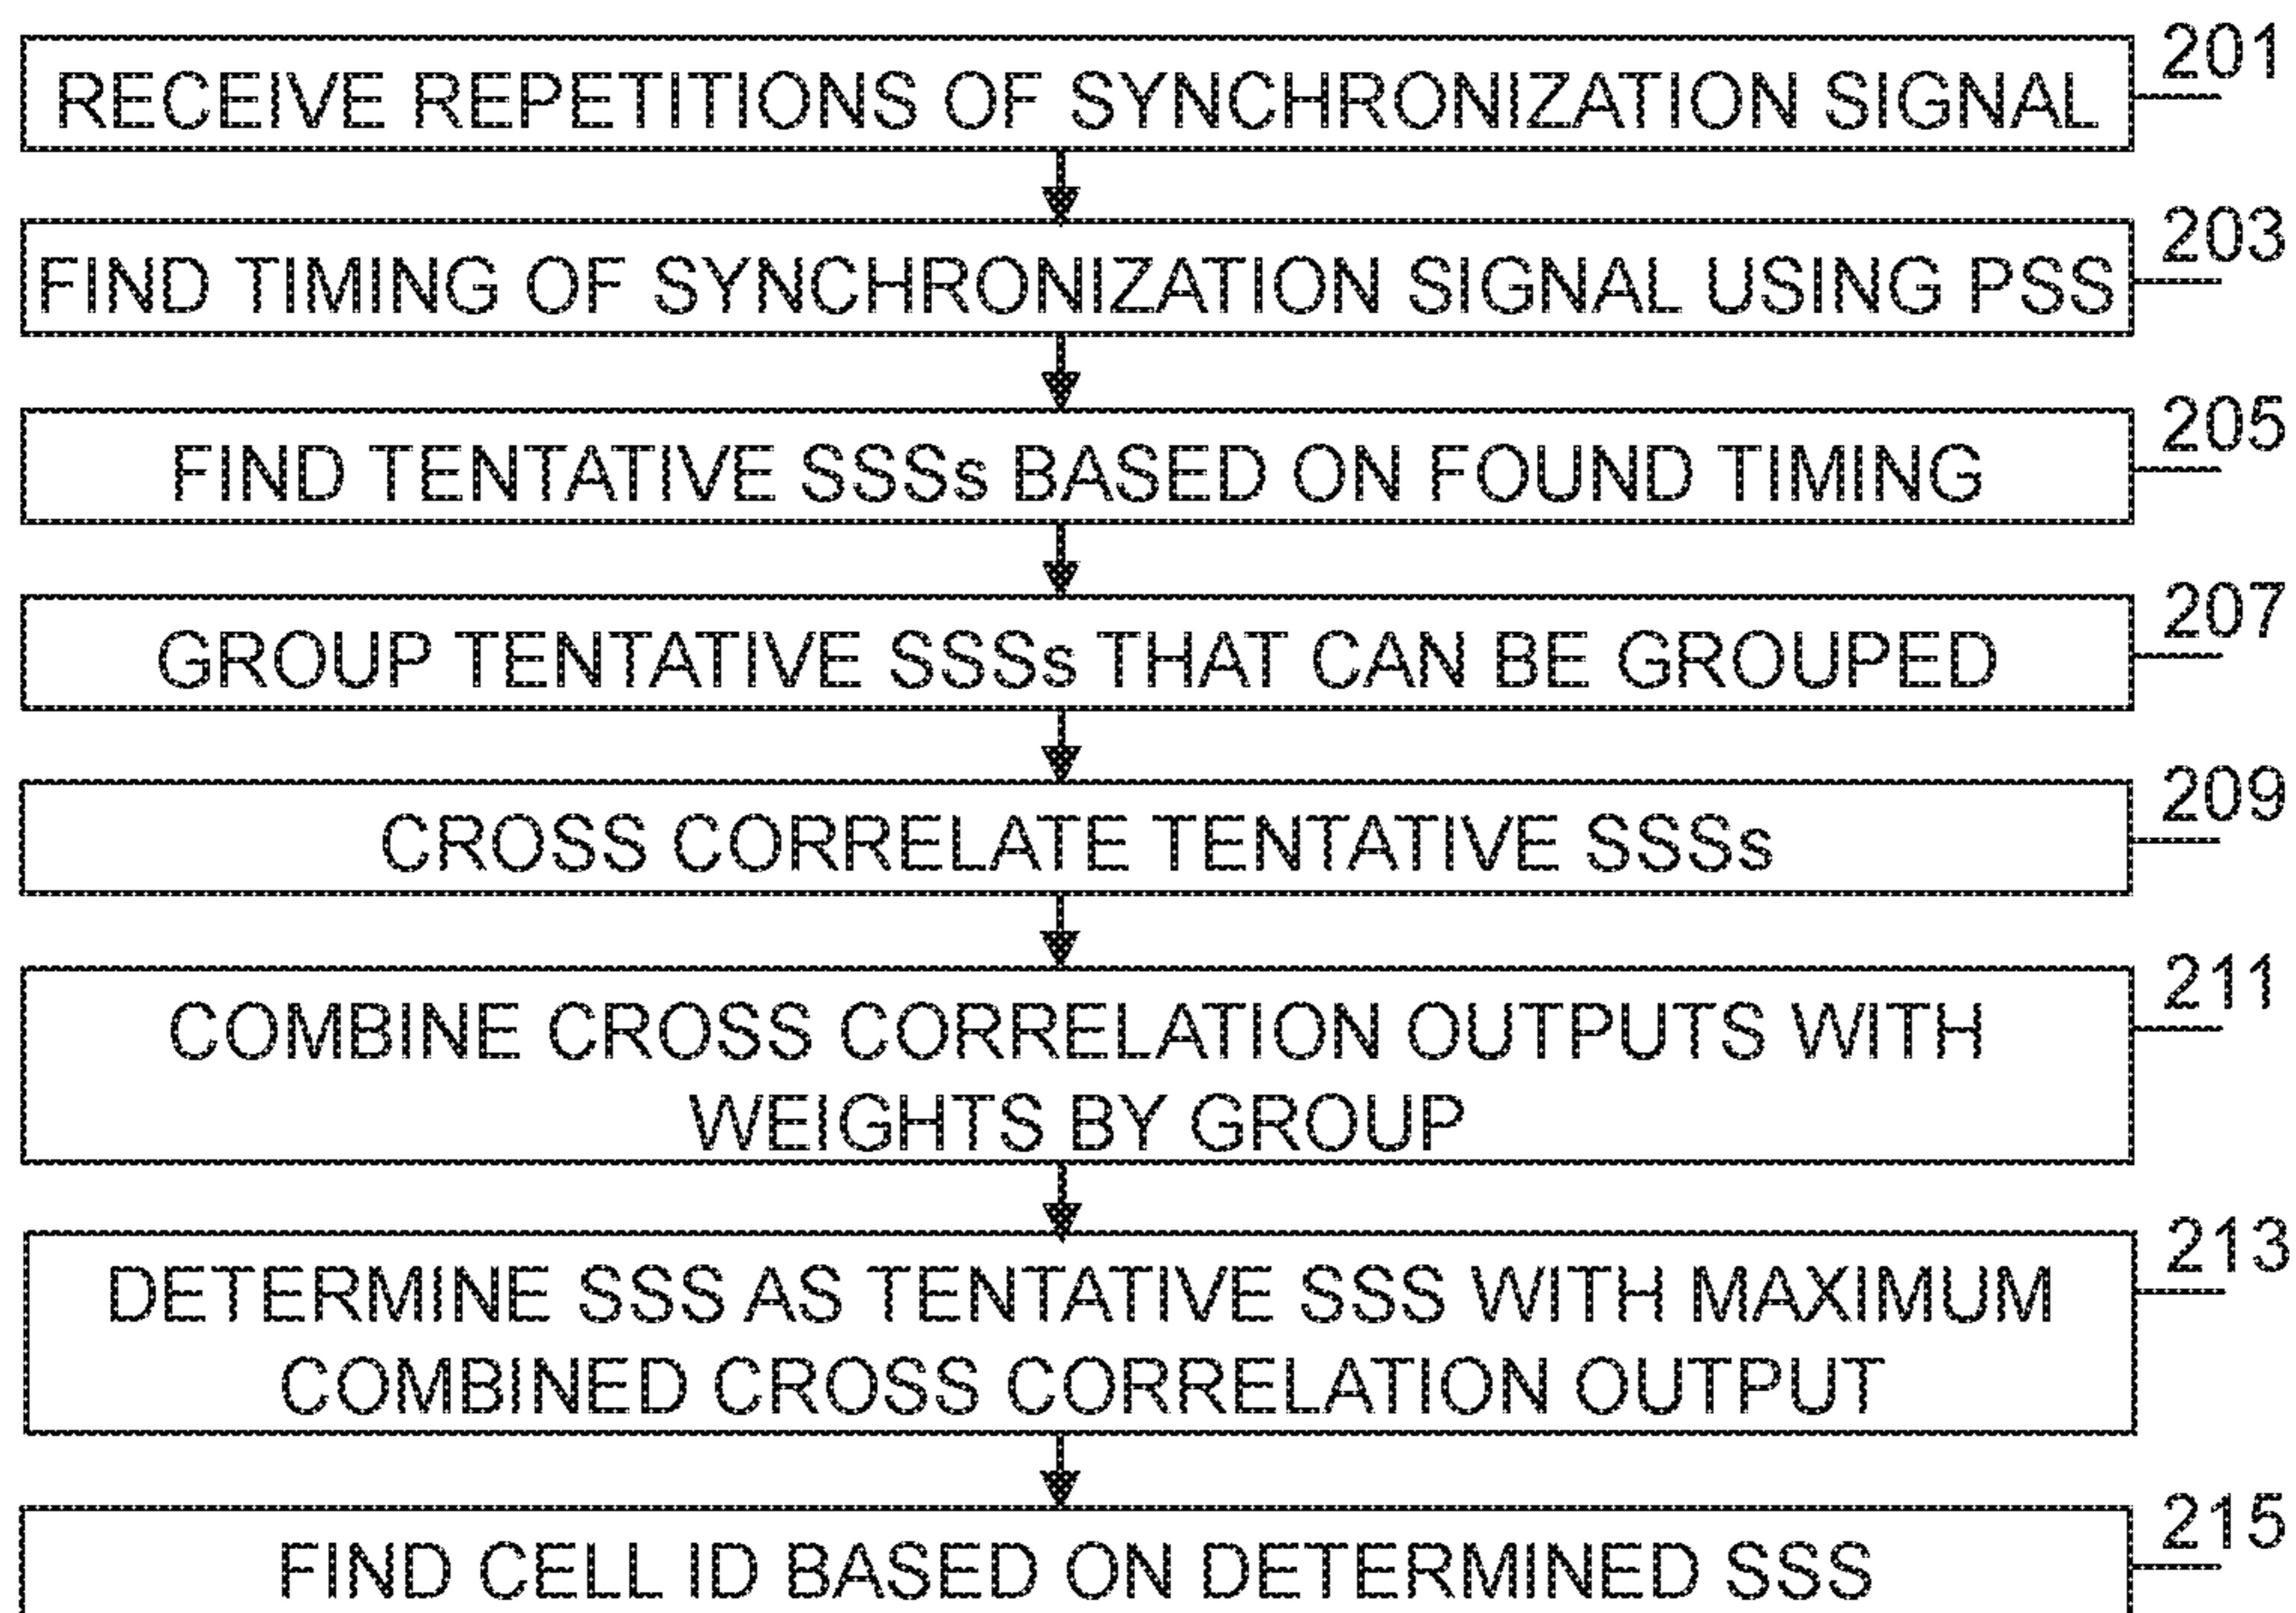 201
RECEIVE REPETITIONS OF SYNCHRONIZATION SIGNAL
203
FIND TIMING OF SYNCHRONIZATION SIGNAL USING PSS
205
FIND TENTATIVE SSSs BASED ON FOUND TIMING
207
GROUP TENTATIVE SSSs THAT CAN BE GROUPED
209
CROSS CORRELATE TENTATIVE SSSs
211
COMBINE CROSS CORRELATION OUTPUTS WITH
WEIGHTS BY GROUP
213
DETERMINE SSS AS TENTATIVE SSS WITH MAXIMUM
COMBINED CROSS CORRELATION OUTPUT
215
FIND CELL ID BASED ON DETERMINED SSS